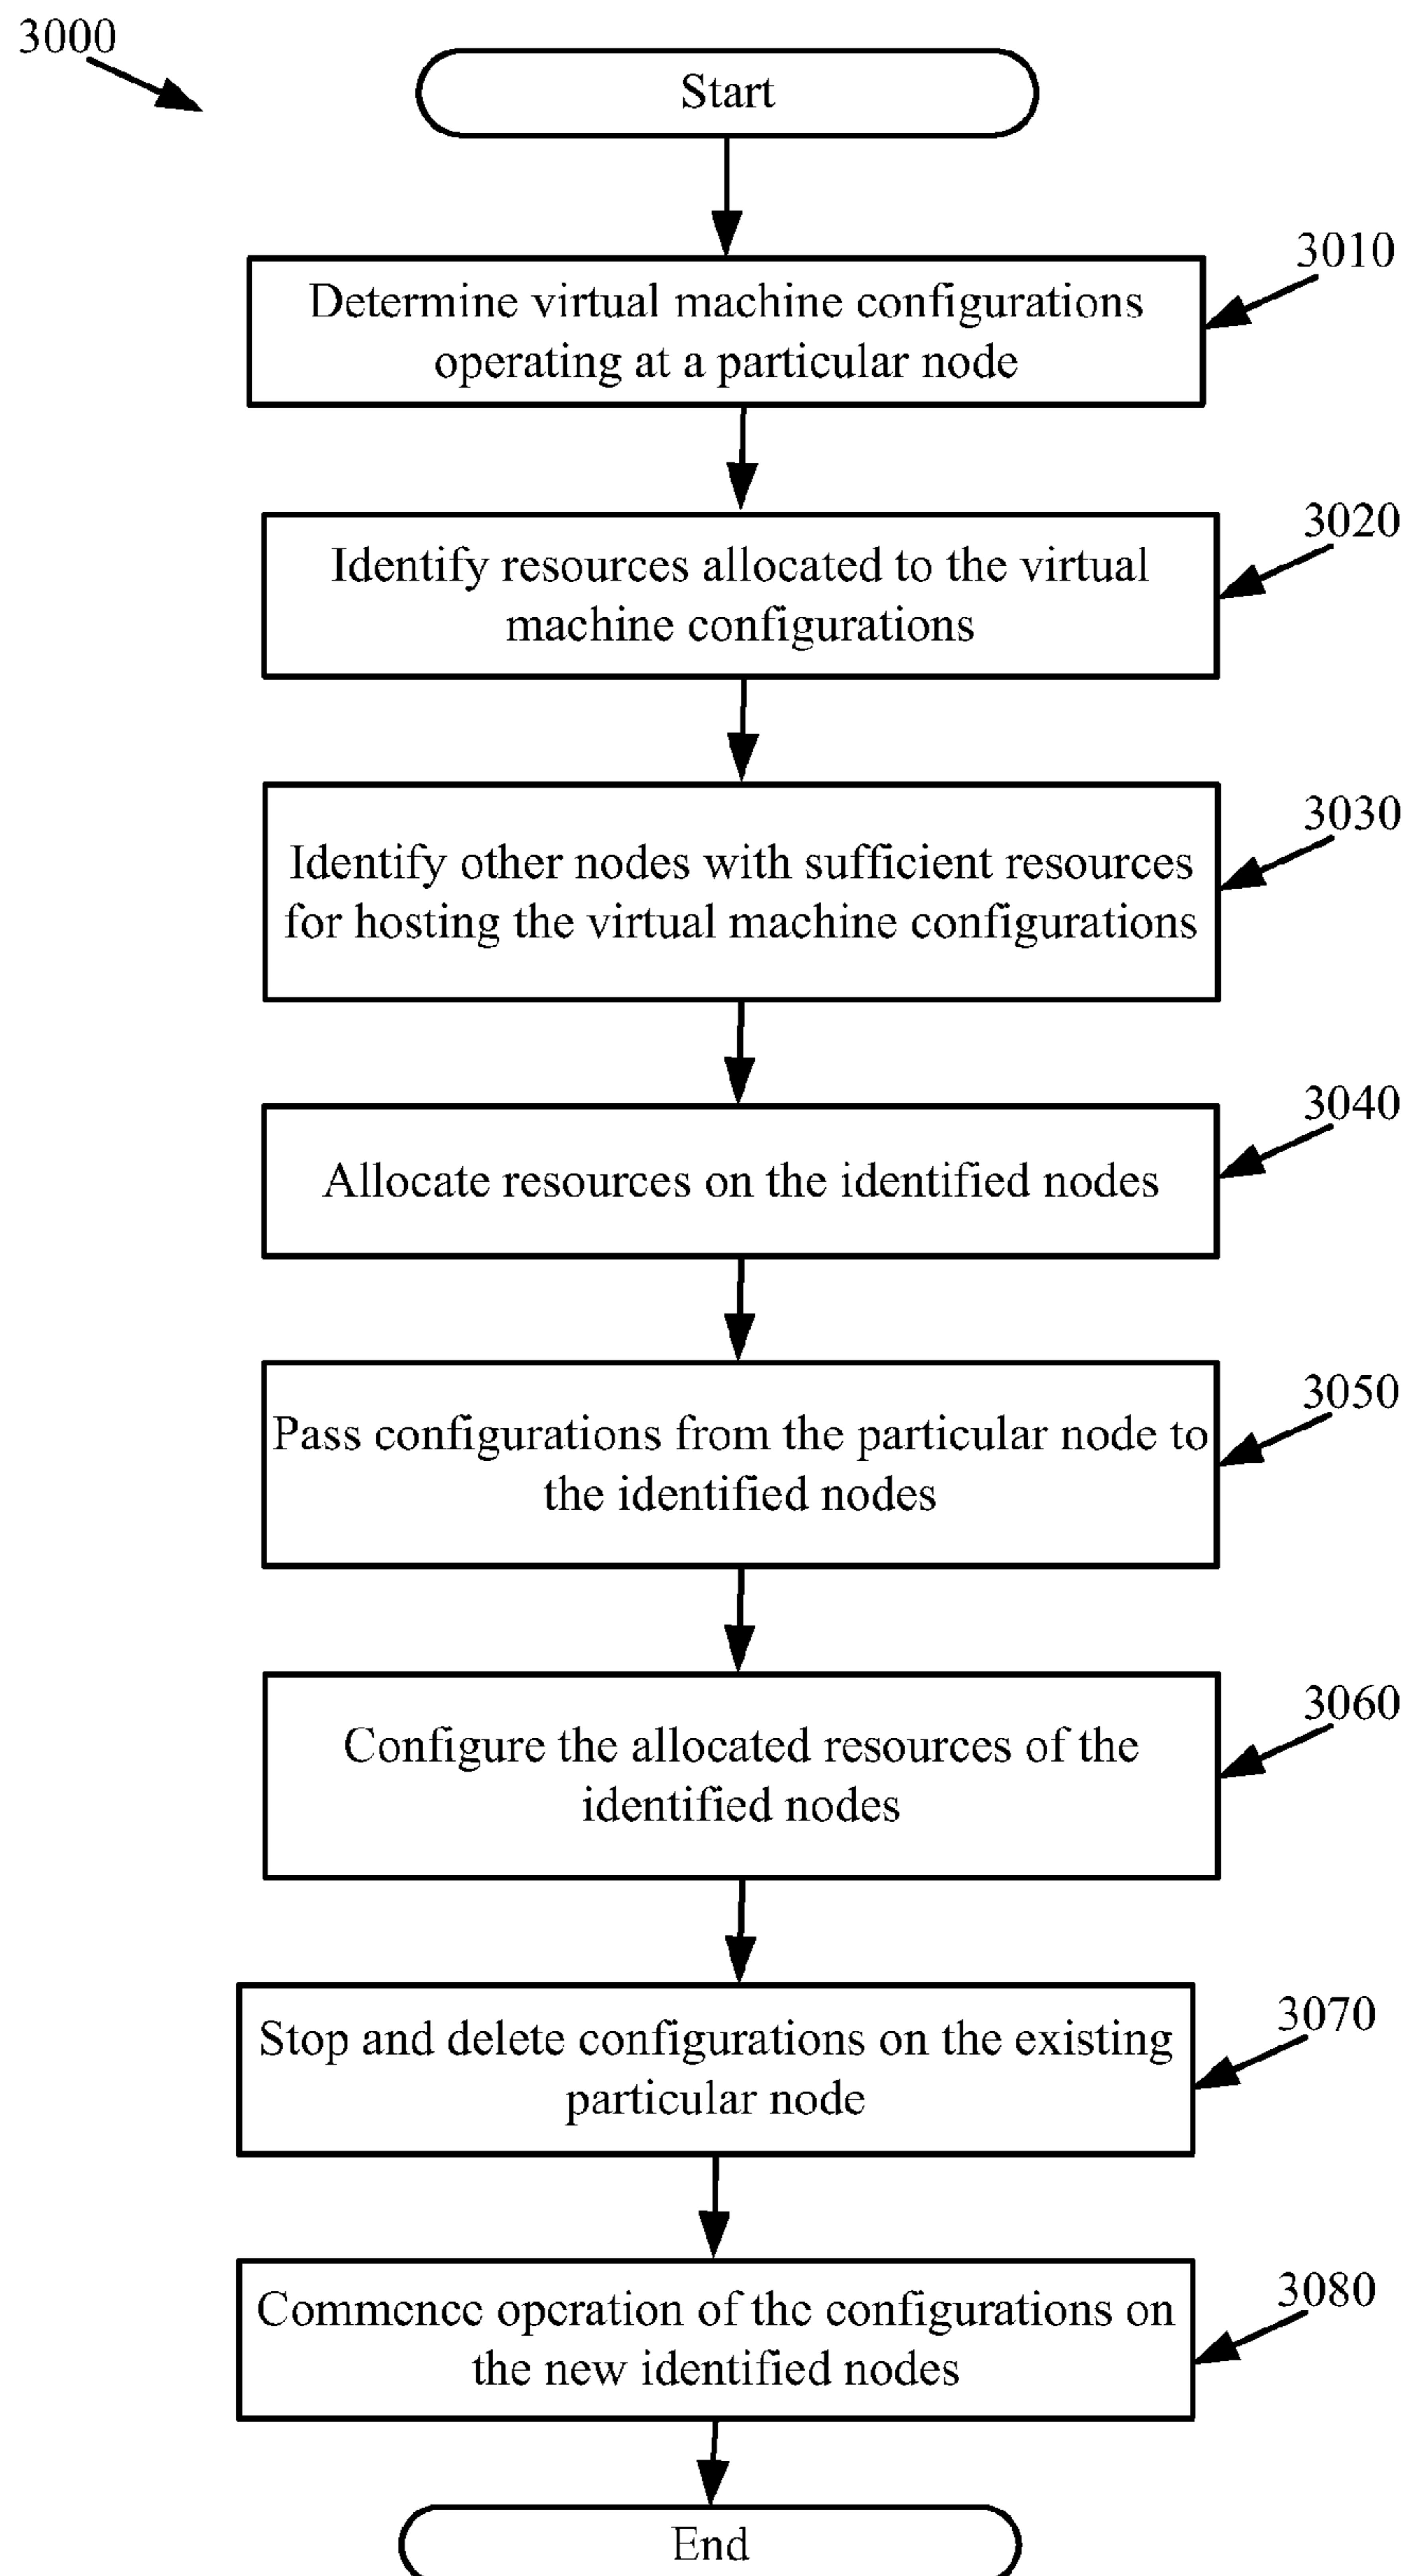 3000
Start
3010
Determine virtual machine configurations
operating at a particular node
3020
Identify resources allocated to the virtual
machine configurations
3030
Identify other nodes with sufficient resources
for hosting the virtual machine configurations
3040
Allocate resources on the identified nodes
3050
Pass configurations from the particular node to
the identified nodes
3060
Configure the allocated resources of the
identified nodes
3070
Stop and delete configurations on the existing
particular node
3080
Commence operation of the configurations on
the new identified nodes
End